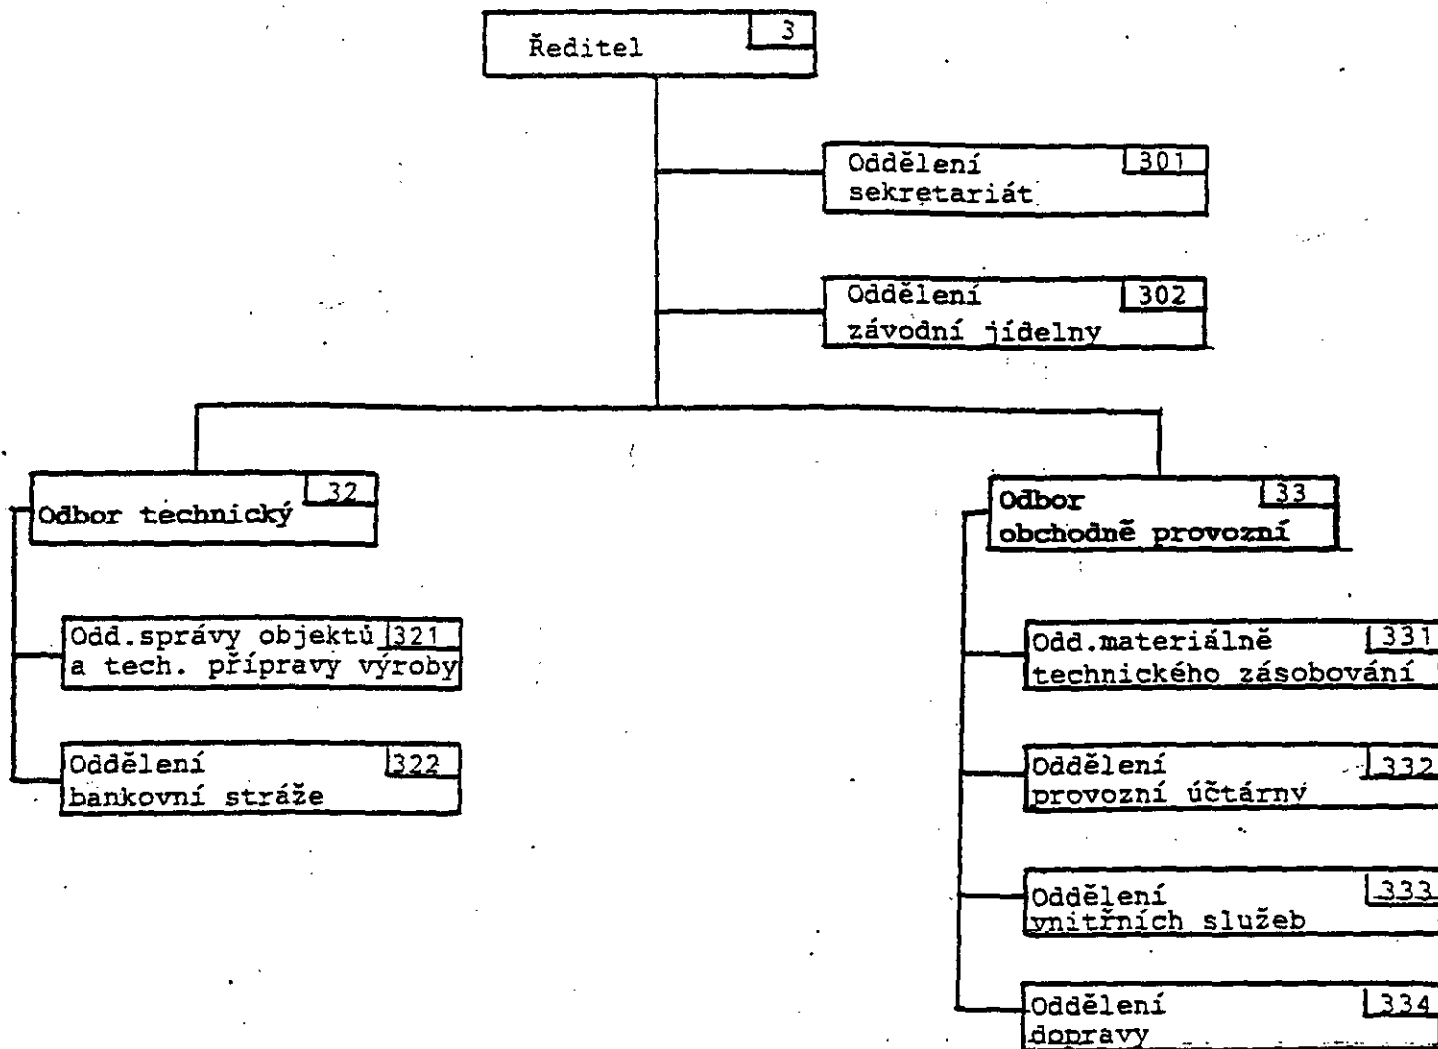 3
Ředitel
Oddělení 301
sekretariát
Oddělení 302
závodní jídelny
32
Odbor technický
Odbor 33
obchodně provozní
Odd.správy objektů 321
a tech. přípravy výroby
Oddělení 322
bankovní stráže
Odd.materiálně 331
technického zásobování
Oddělení 332
provozní účtárny
Oddělení 333
vnitřních služeb
Oddělení 334
dopravy